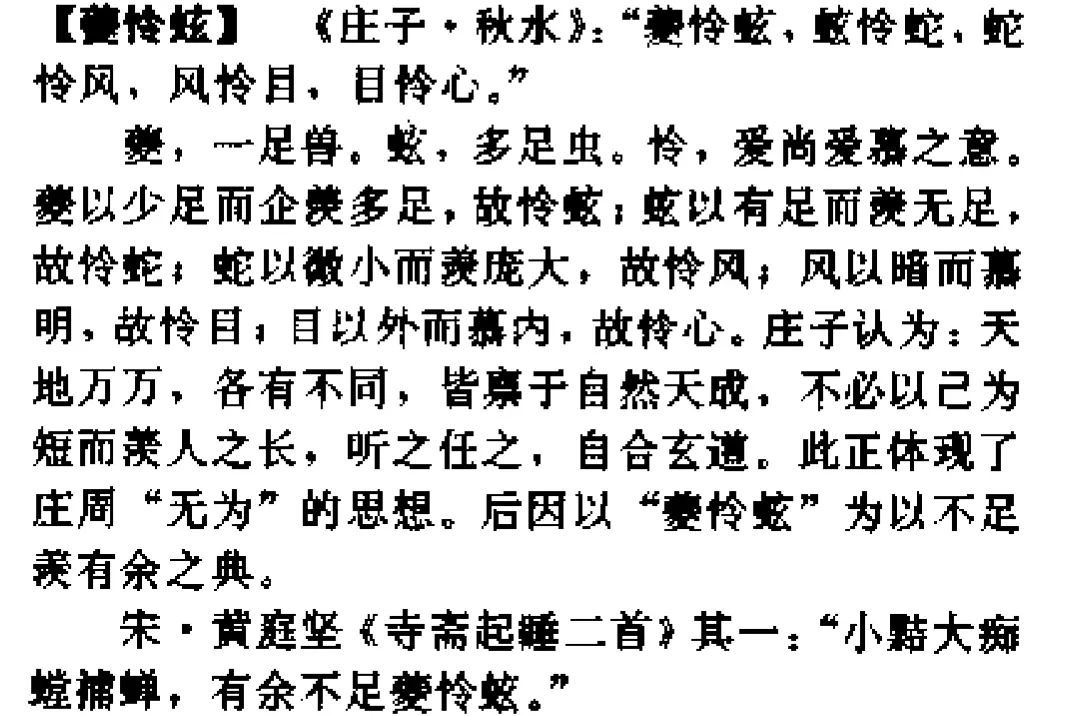 【夔怜蚿】 《庄子·秋水》：“夔怜蚿，蚿怜蛇，蛇
怜风，风怜目，目怜心。”
夔，一足兽。蚿，多足虫。怜，爱尚爱慕之意。
夔以少足而企羡多足，故怜蚿；蚿以有足而羡无足，
故怜蛇；蛇以微小而羡庞大，故怜风；风以暗而慕
明，故怜目；目以外而慕内，故怜心。庄子认为：天
地万万，各有不同，皆禀于自然天成，不必以己为
短而羡人之长，听之任之，自合玄道。此正体现了
庄周“无为”的思想。后因以“夔怜蚿”为以不足
羡有余之典。
宋·黄庭坚《寺斋起睡二首》其一：“小黠大痴
螳捕蝉，有余不足夔怜蚿。”